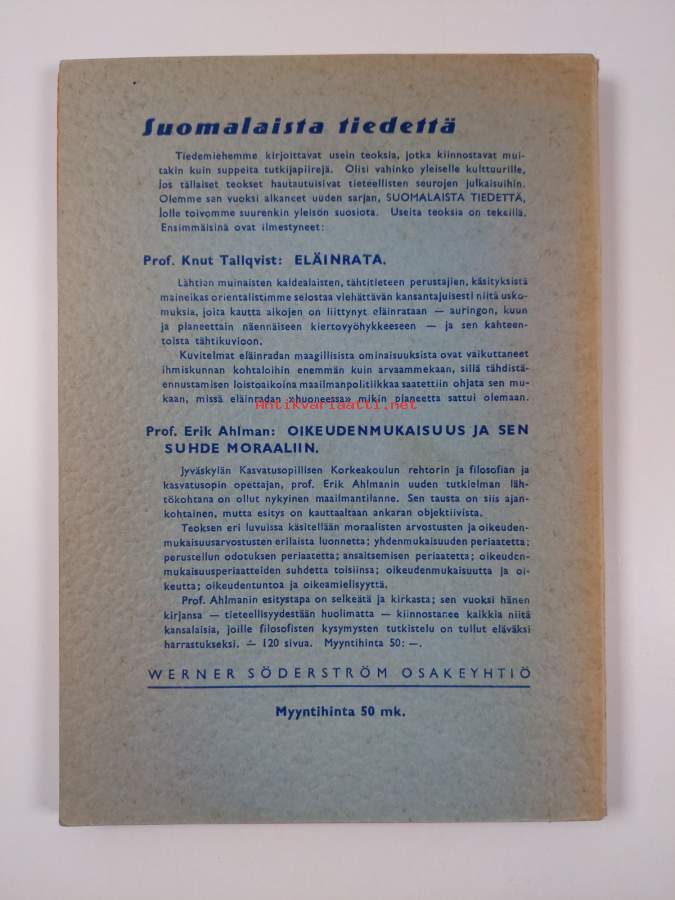 Suomalaista tiedettä
Tiedemiehemme kirjoittavat usein teoksia, jotka kiinnostavat mui-
takin kuin suppeita tutkijapiirejä. Olisi vahinko yleiselle kulttuurille,
jos tällaiset teokset hautautuisivat tieteellisten seurojen julkaisuihin.
Olemme sen vuoksi alkaneet uuden sarjan, SUOMALAISTA TIEDETTÄ,
jolle toivomme suurenkin yleisön suosiota. Useita teoksia on tekeillä.
Ensimmäisinä ovat ilmestyneet:
Prof. Knut Tallqvist: ELÄINRATA.
Lähtien muinaisten kaldealaisten, tähtitieteen perustajien, käsityksistä
maineikas orientalistimme selostaa viehättävän kansantajuisesti niitä usko-
muksia, joita kautta aikojen on liittynyt eläinrataan — auringon, kuun
ja planeettain näennäiseen kiertovyöhykkeeseen — ja sen kahteen-
toista tähtikuvioon.
Kuvitelmat eläinradan maagillisista ominaisuuksista ovat vaikuttaneet
ihmiskunnan kohtaloihin enemmän kuin arvaammekaan, sillä tähdistä-
ennustamisen loistoaikoina maailmanpolitiikkaa saatettiin ohjata sen mu-
kaan, missä eläinradan »huoneessa» mikin planeetta sattui olemaan.
Antikvariaatti.net
Prof. Erik Ahlman: OIKEUDENMUKAISUUS JA SEN
SUHDE MORAALIIN.
Jyväskylän Kasvatusopillisen Korkeakoulun rehtorin ja filosofian ja
kasvatusopin opettajan, prof. Erik Ahlmanin uuden tutkielman läh-
tökohtana on ollut nykyinen maailmantilanne. Sen tausta on siis ajan-
kohtainen, mutta esitys on kauttaaltaan ankaran objektiivista.
Teoksen eri luvuissa käsitellään moraalisten arvostusten ja oikeuden-
mukaisuusarvostusten erilaista luonnetta; yhdenmukaisuuden periaatetta;
perustellun odotuksen periaatetta; ansaitsemisen periaatetta; oikeuden-
mukaisuusperiaatteiden suhdetta toisiinsa; oikeudenmukaisuutta ja oi-
keutta; oikeudentuntoa ja oikeamielisyyttä.
Prof. Ahlmanin esitystapa on selkeätä ja kirkasta; sen vuoksi hänen
kirjansa — tieteellisyydestään huolimatta — kiinnostanee kaikkia niitä
kansalaisia, joille filosofisten kysymysten tutkistelu on tullut eläväksi
harrastukseksi. — 120 sivua. Myyntihinta 50: —.
WERNER SÖDERSTRÖM OSAKEYHTIÖ
Myyntihinta 50 mk.